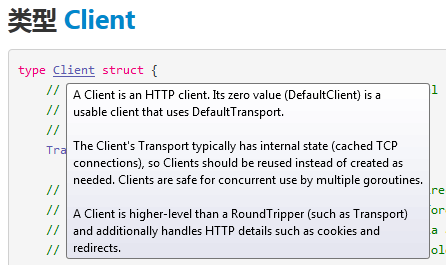 类型 Client
type Client struct {
//
//
//
Tra
A Client is an HTTP client. Its zero value (DefaultClient) is a
usable client that uses DefaultTransport.
The Client's Transport typically has internal state (cached TCP
connections), so Clients should be reused instead of created as
needed. Clients are safe for concurrent use by multiple goroutines.
A Client is higher-level than a RoundTripper (such as Transport)
and additionally handles HTTP details such as cookies and
redirects.
//
//
//
//